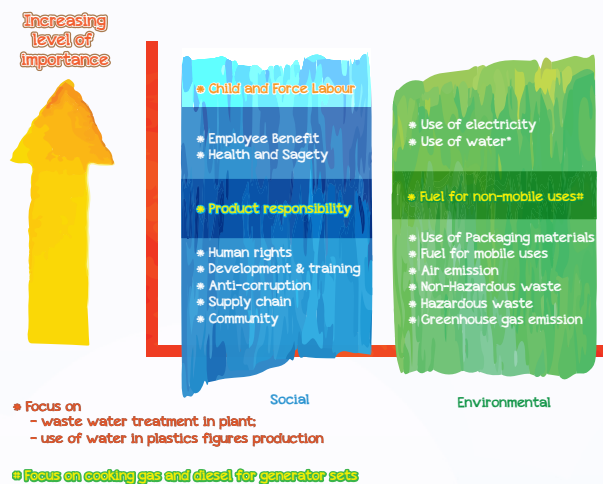 Increasing
level of
importance
* Child and Force Labour
* Employee Benefit
* Health and Sagety
* Product responsibility
* Human rights
* Development & training
* Anti-corruption
* Supply chain
* Community
Social
* Use of electricity
* Use of water*
* Fuel for non-mobile uses#
* Use of Packaging materials
* Fuel for mobile uses
* Air emission
* Non-Hazardous waste
* Hazardous waste
* Greenhouse gas emission
Environmental
* Focus on
- waste water treatment in plant;
- use of water in plastics figures production
# Focus on cooking gas and diesel for generator sets